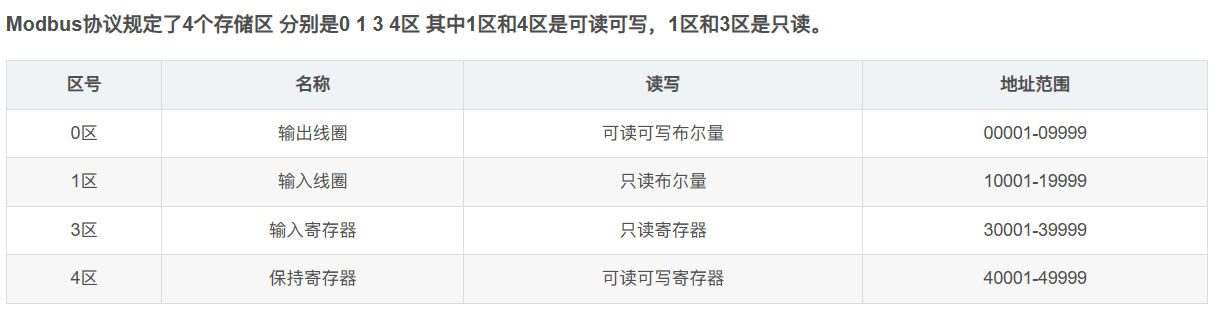 Modbus协议规定了4个存储区 分别是0 1 3 4区 其中1区和4区是可读可写，1区和3区是只读。
区号 名称 读写 地址范围
0区 输出线圈 可读可写布尔量 00001-09999
1区 输入线圈 只读布尔量 10001-19999
3区 输入寄存器 只读寄存器 30001-39999
4区 保持寄存器 可读可写寄存器 40001-49999